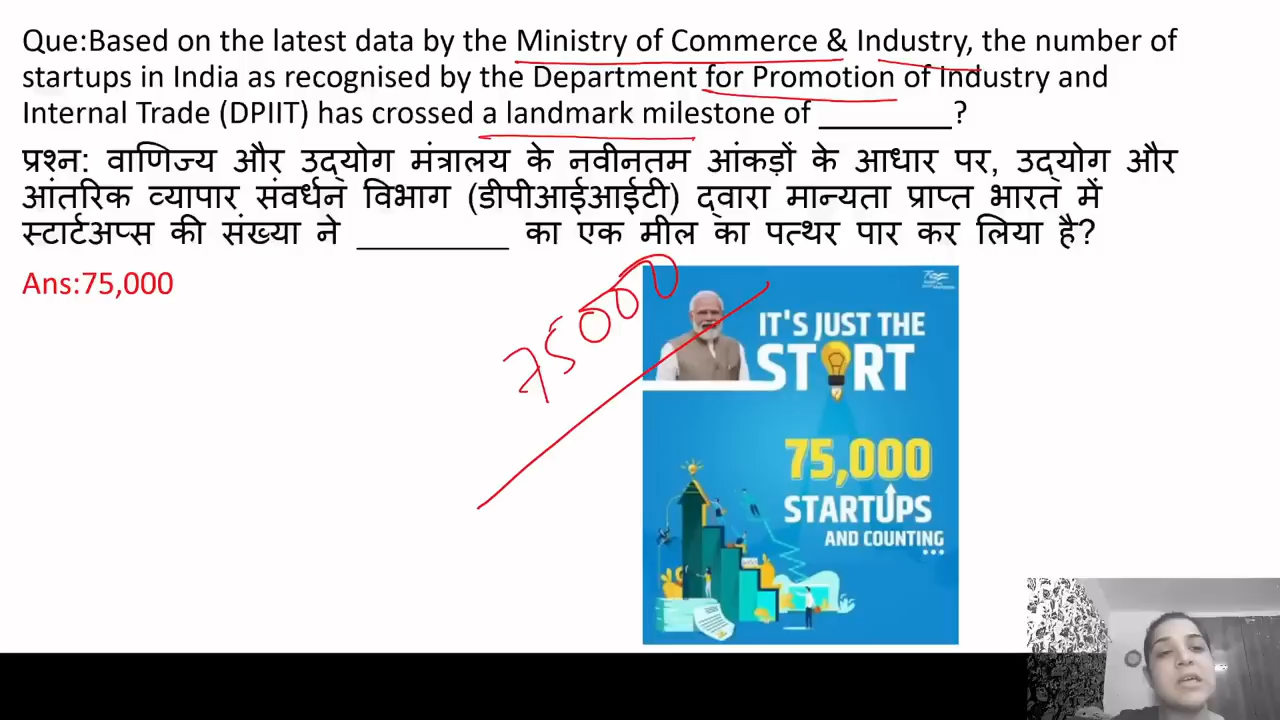 Que:Based on the latest data by the Ministry of Commerce & Industry, the number of
startups in India as recognised by the Department for Promotion of Industry and
Internal Trade (DPIIT) has crossed a landmark milestone of ________?
प्रश्न: वाणिज्य और उद्योग मंत्रालय के नवीनतम आंकड़ों के आधार पर, उद्योग और
आंतरिक व्यापार संवर्धन विभाग (डीपीआईआईटी) द्वारा मान्यता प्राप्त भारत में
स्टार्टअप्स की संख्या ने _________ का एक मील का पत्थर पार कर लिया है?
Ans:75,000
75000
IT'S JUST THE
START
75,000
STARTUPS
AND COUNTING
...